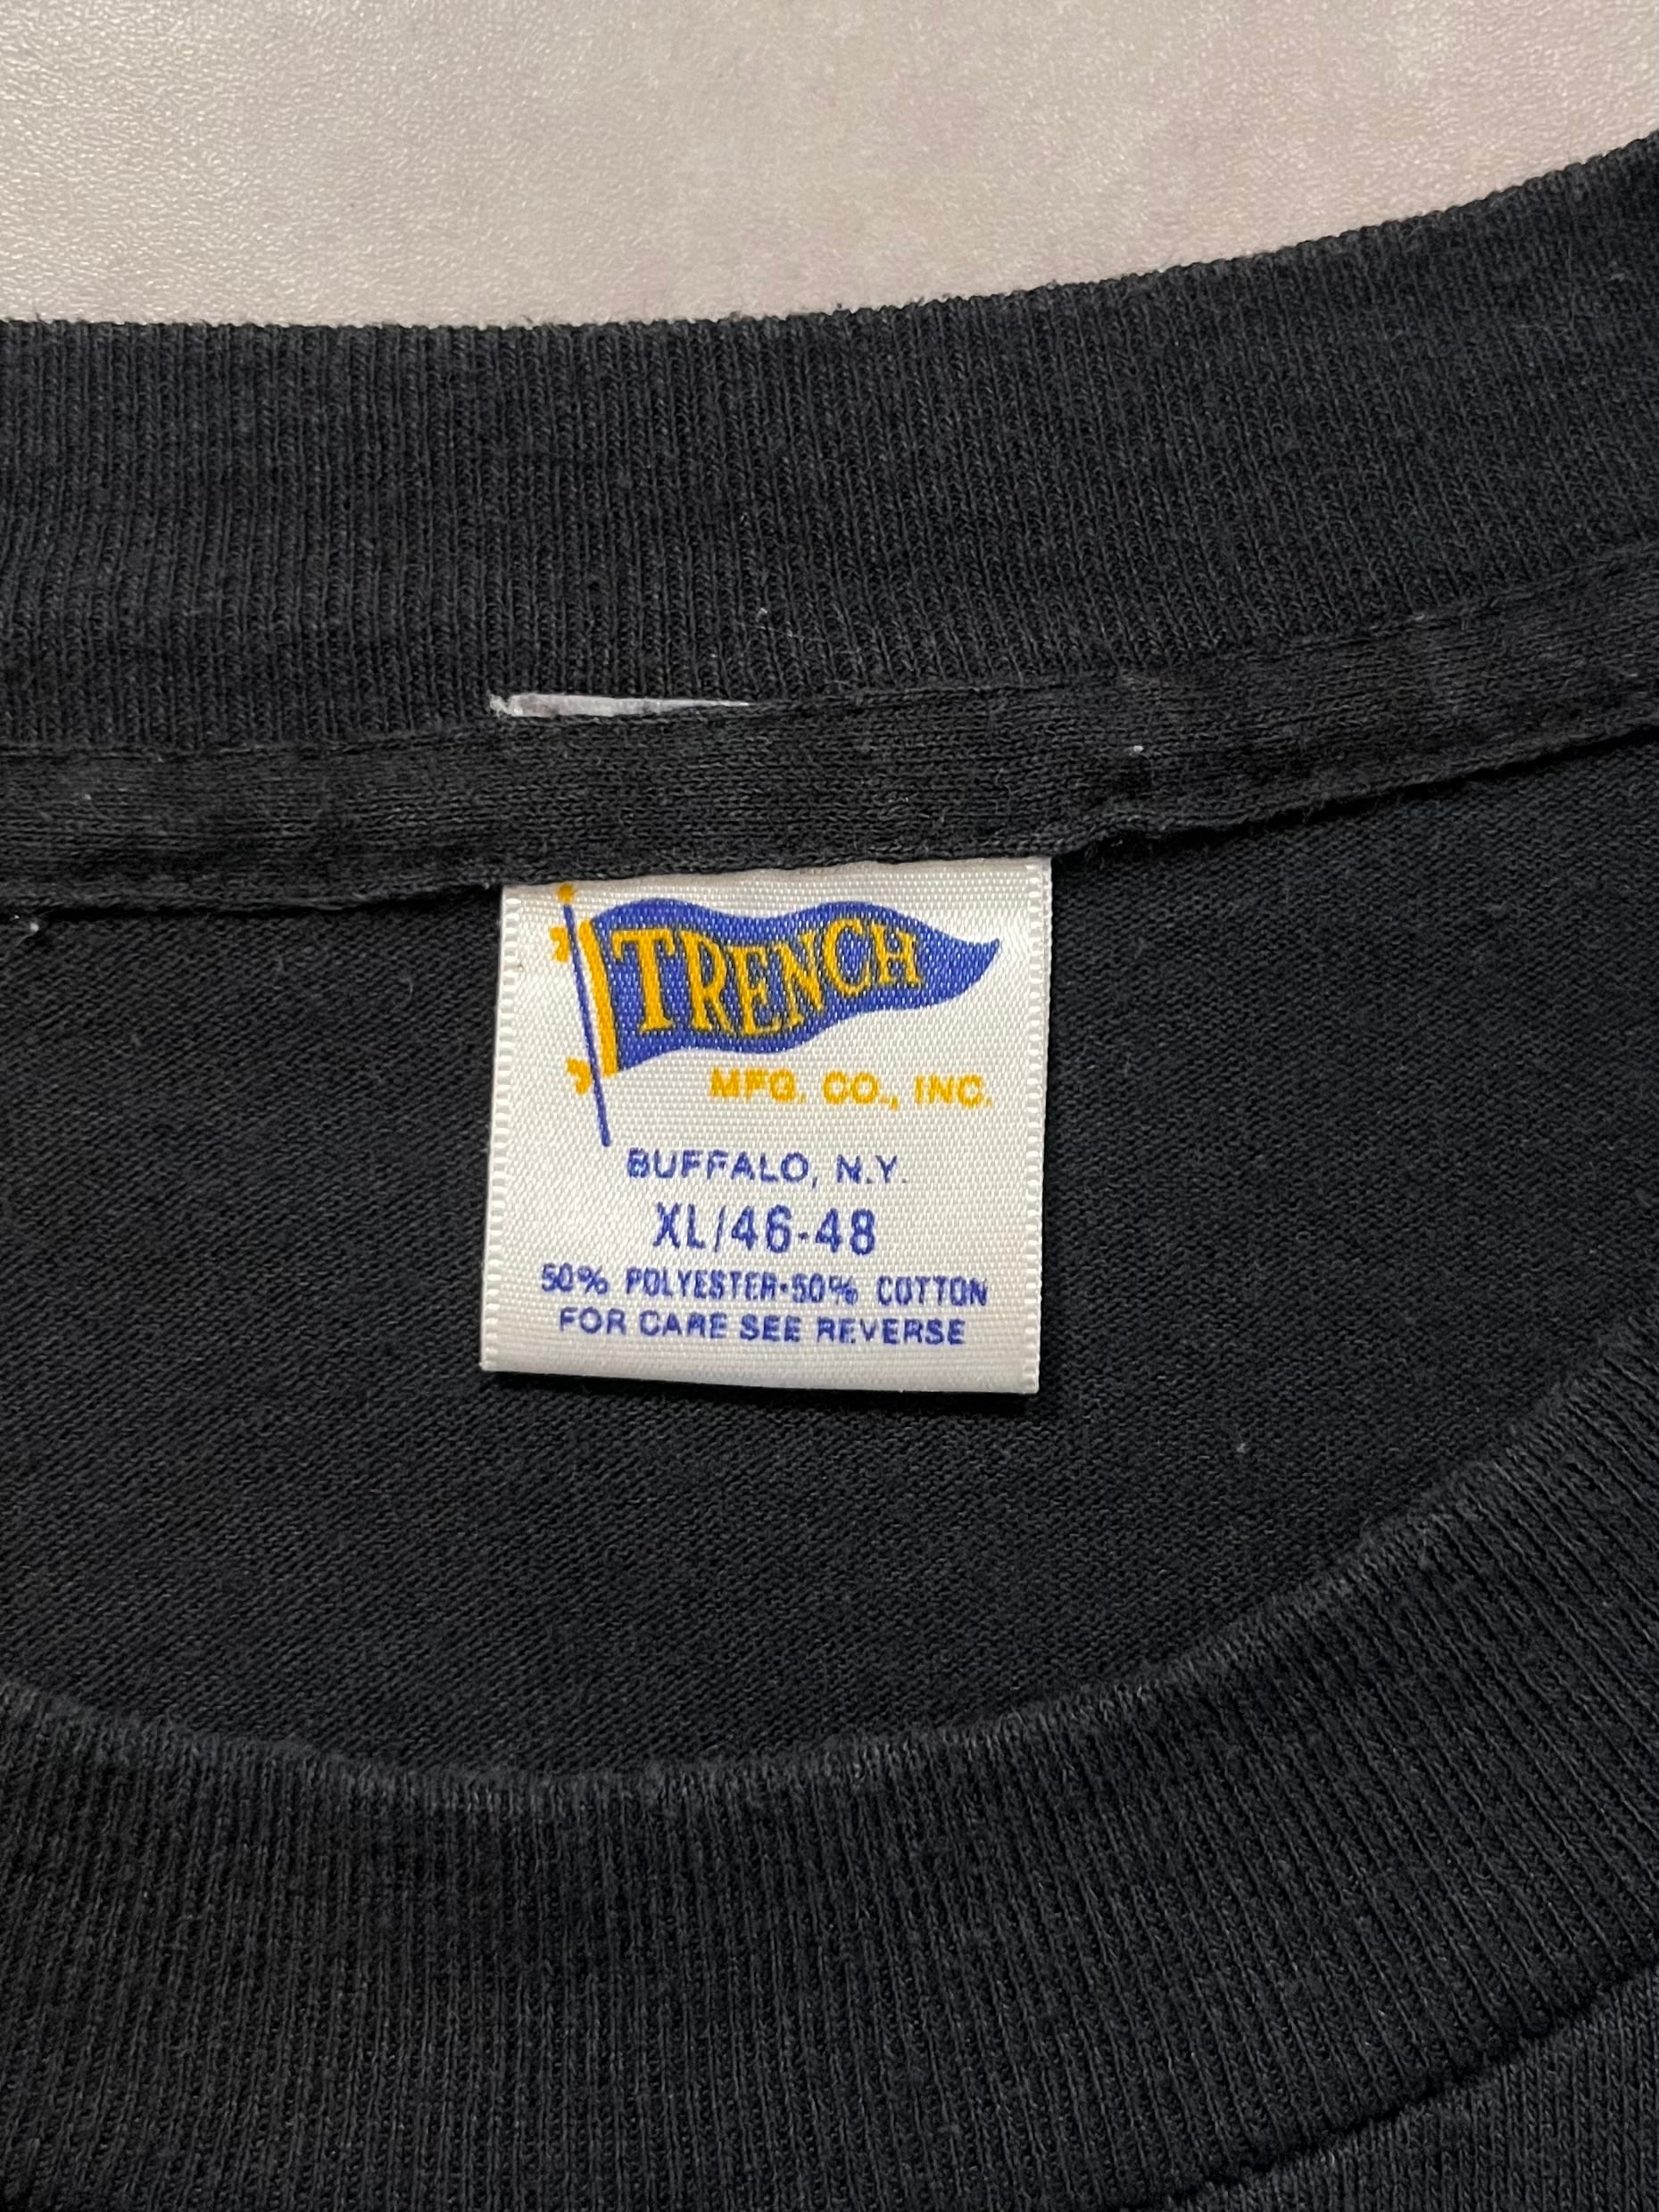 TRENCH
MFG. CO., INC.
BUFFALO, N.Y.
XL/46-48
50% POLYESTER·50% COTTON
FOR CARE SEE REVERSE